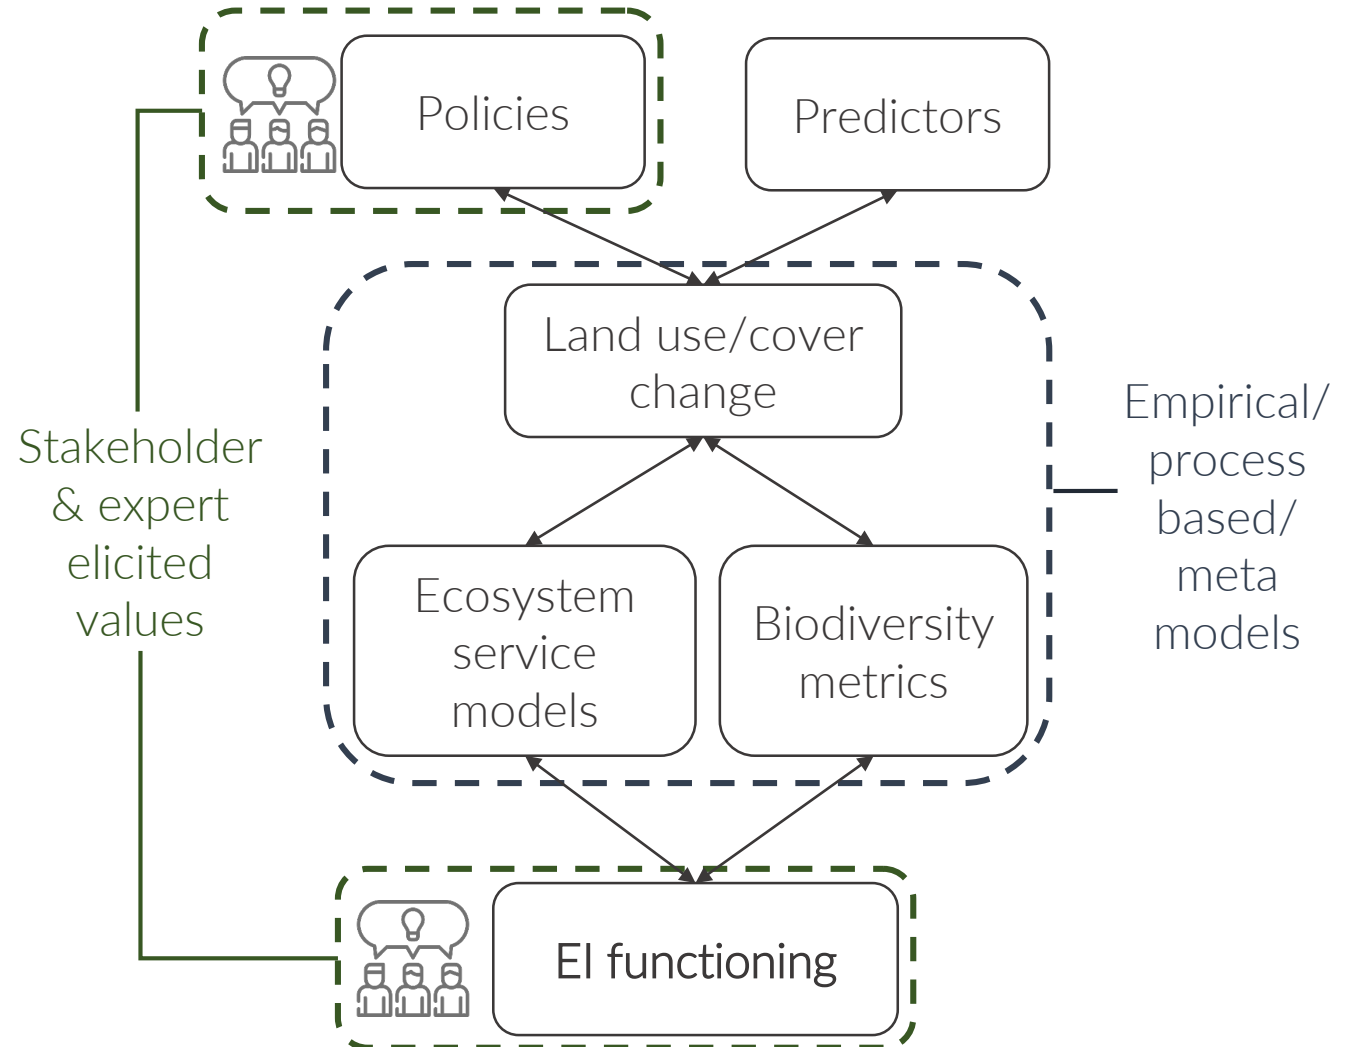 Policies
Predictors
Land use/cover
change
Stakeholder
& expert
elicited
values
Empirical/
process
based/
meta
models
Ecosystem
service
models
Biodiversity
metrics
EI functioning